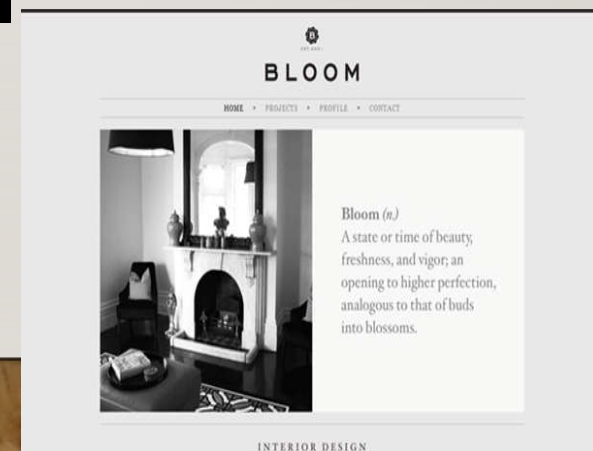 B
BLOOM
HOME • PROJECTS • PROFILE • CONTACT
Bloom (n.)
A state or time of beauty,
freshness, and vigor; an
opening to higher perfection,
analogous to that of buds
into blossoms.
INTERIOR DESIGN